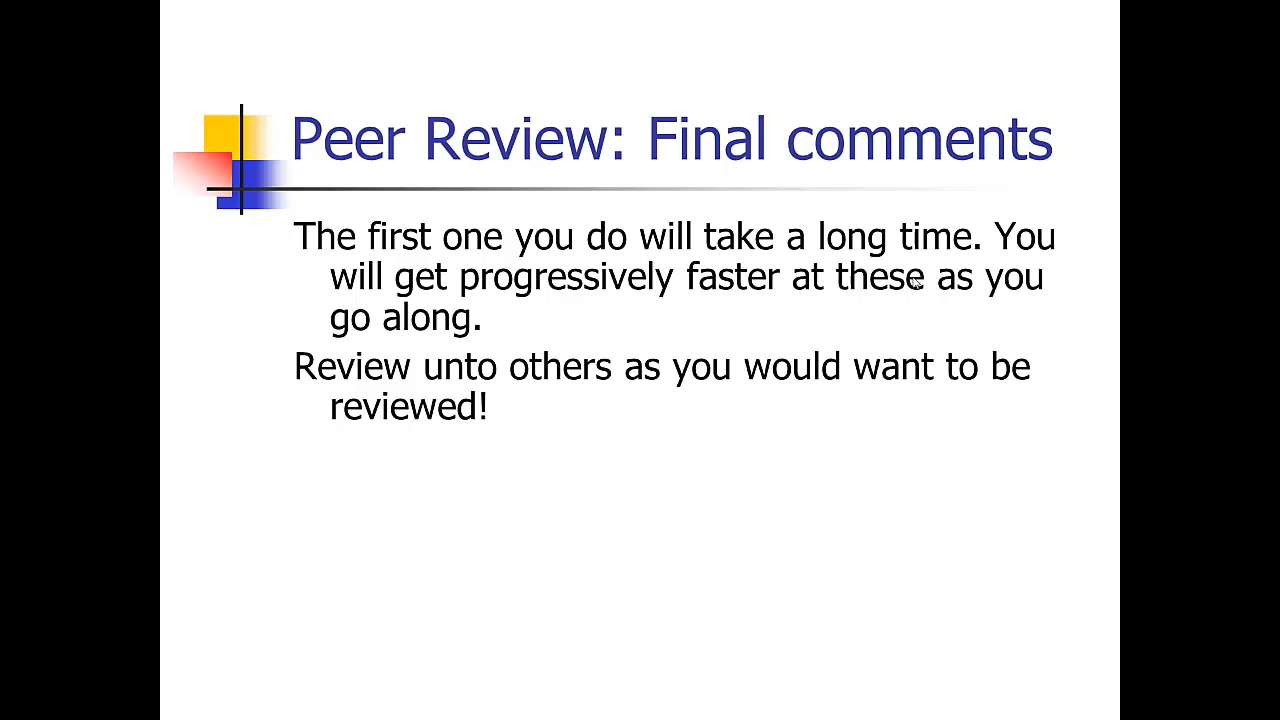 Peer Review: Final comments
The first one you do will take a long time. You
will get progressively faster at these as you
go along.
Review unto others as you would want to be
reviewed!